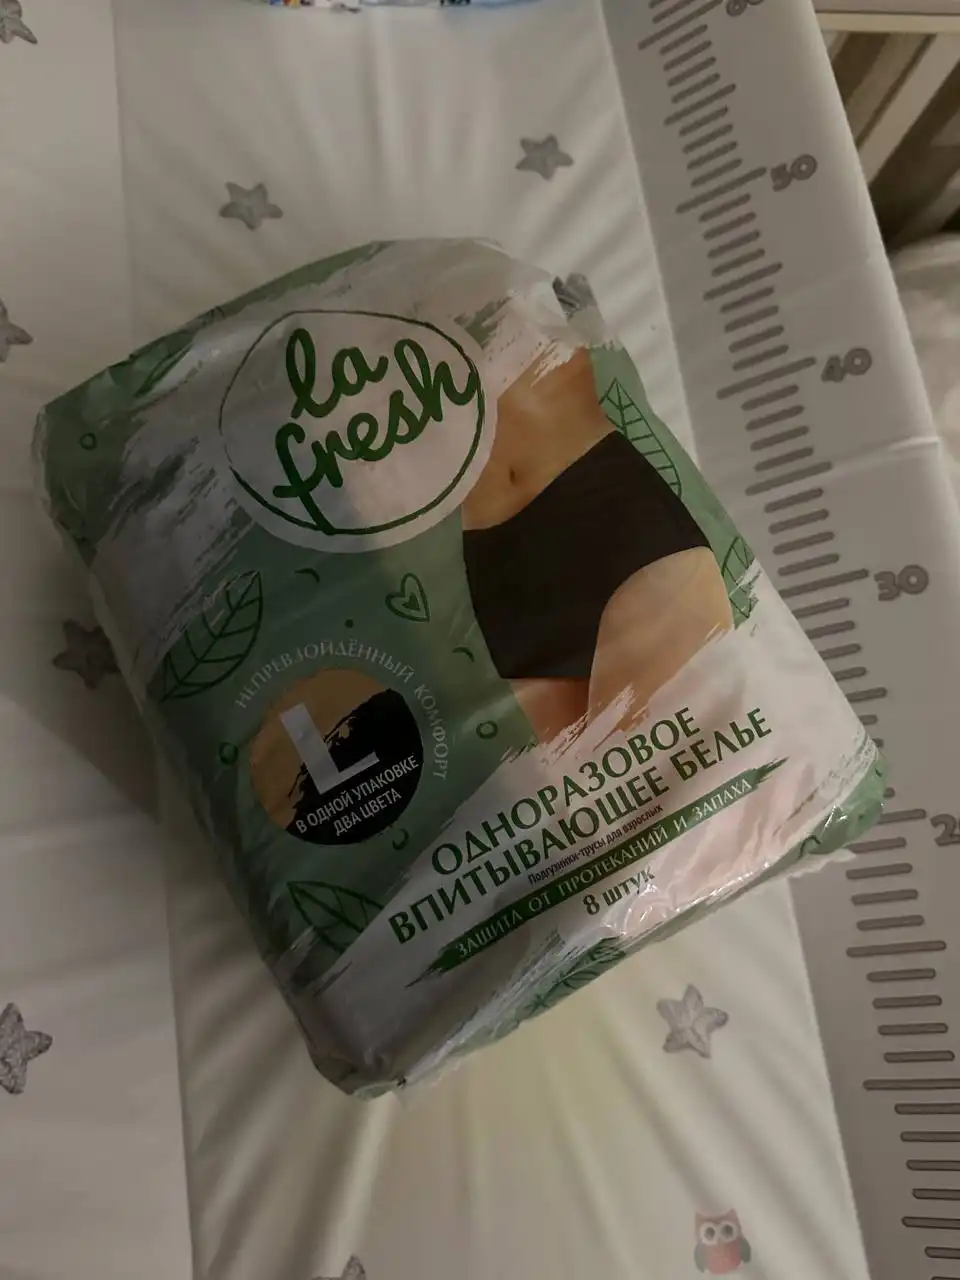 la
fresh
НЕПРЕВЗОЙДЁННЫЙ КОМФОРТ
L
В ОДНОЙ УПАКОВКЕ
ДВА ЦВЕТА
ОДНОРАЗОВОЕ
ВПИТЫВАЮЩЕЕ БЕЛЬЕ
Подгузники-трусы для взрослых
ЗАЩИТА ОТ ПРОТЕКАНИЙ И ЗАПАХА
8 ШТУК
50
40
30